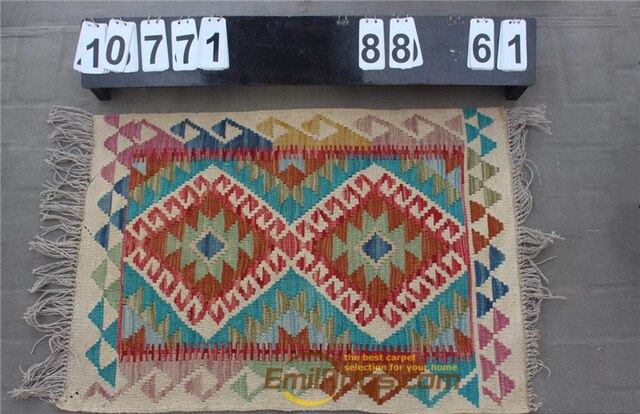 10771 88 61
the best carpet
selection for your home
EmilRugs.com